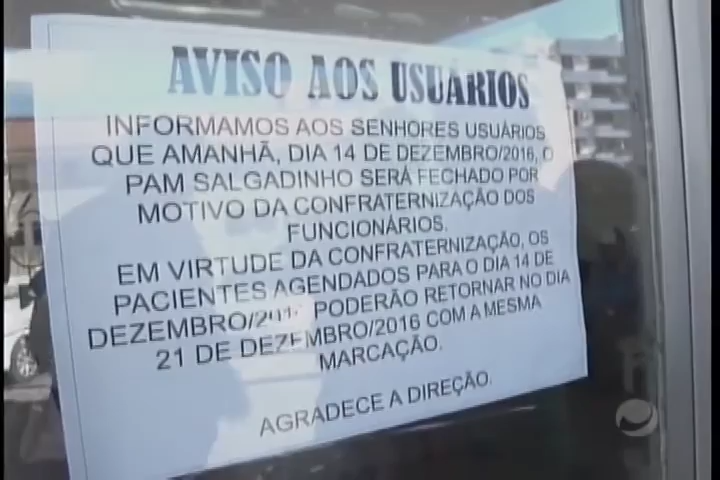 AVISO AOS USUÁRIOS
INFORMAMOS AOS SENHORES USUÁRIOS
QUE AMANHÃ, DIA 14 DE DEZEMBRO/2016, O
PAM SALGADINHO SERÁ FECHADO POR
MOTIVO DA CONFRATERNIZAÇÃO DOS
FUNCIONÁRIOS.
EM VIRTUDE DA CONFRATERNIZAÇÃO, OS
PACIENTES AGENDADOS PARA O DIA 14 DE
DEZEMBRO/2016 PODERÃO RETORNAR NO DIA
21 DE DEZEMBRO/2016 COM A MESMA
MARCAÇÃO.
AGRADECE A DIREÇÃO.